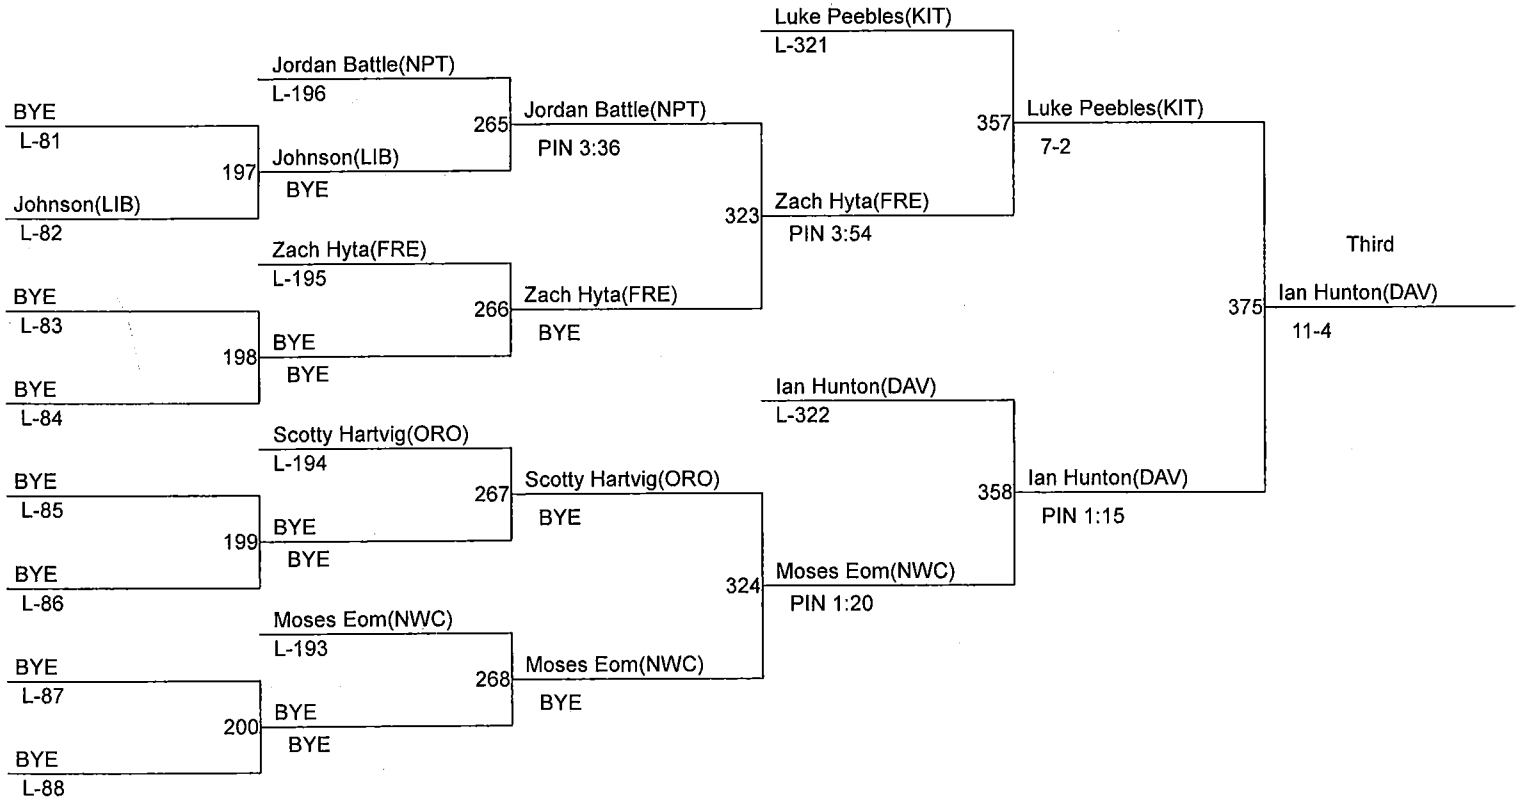 BYE
L-81
Johnson(LIB)
L-82
BYE
L-83
BYE
L-84
BYE
L-85
BYE
L-86
BYE
L-87
BYE
L-88
197
198
199
200
Jordan Battle(NPT)
L-196
Johnson(LIB)
BYE
Zach Hyta(FRE)
L-195
BYE
BYE
Scotty Hartvig(ORO)
L-194
BYE
BYE
Moses Eom(NWC)
L-193
BYE
BYE
265
266
267
268
Jordan Battle(NPT)
PIN 3:36
Zach Hyta(FRE)
BYE
Scotty Hartvig(ORO)
BYE
Moses Eom(NWC)
BYE
323
324
Luke Peebles(KIT)
L-321
Zach Hyta(FRE)
PIN 3:54
Ian Hunton(DAV)
L-322
Moses Eom(NWC)
PIN 1:20
357
358
Luke Peebles(KIT)
7-2
Ian Hunton(DAV)
PIN 1:15
375
Third
Ian Hunton(DAV)
11-4